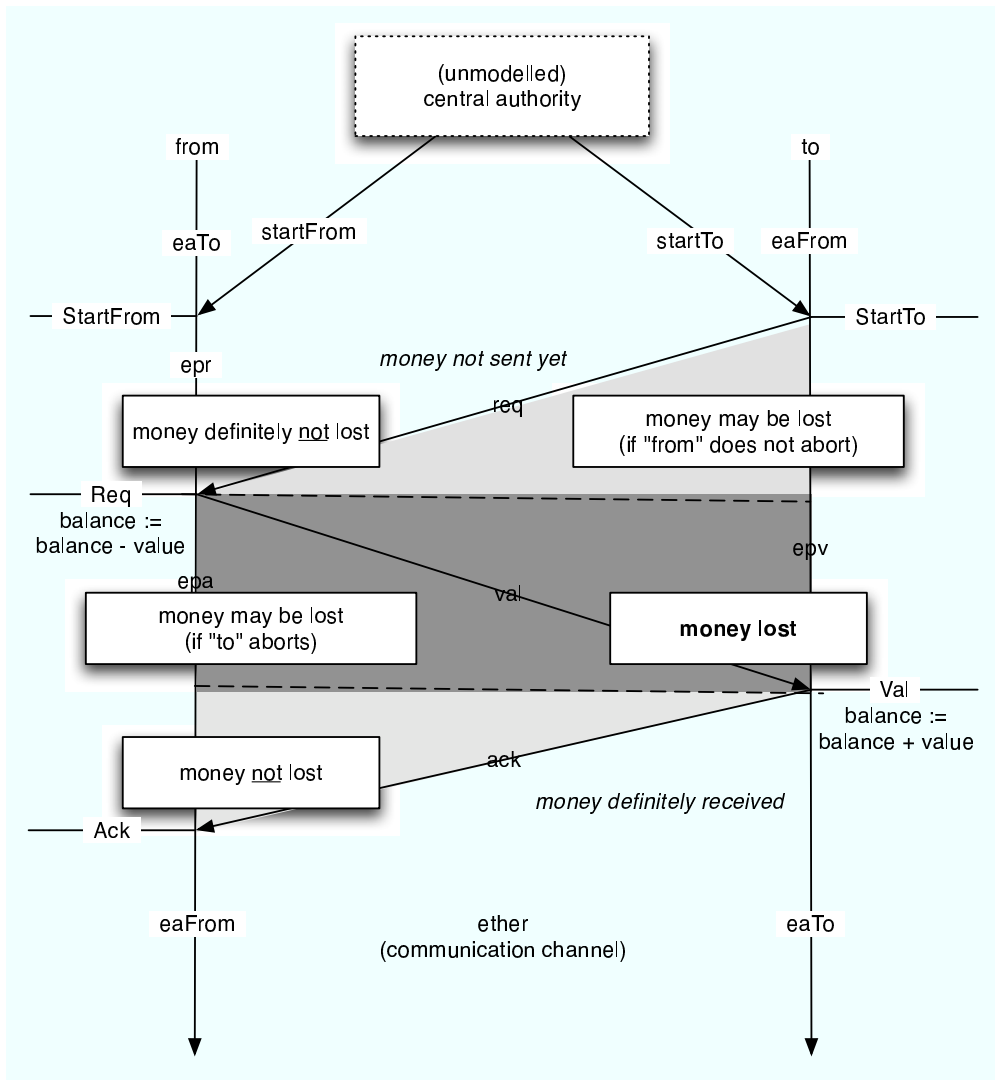 (unmodelled)
central authority
from
to
startFrom
startTo
eaTo
eaFrom
StartFrom
StartTo
epr
money not sent yet
req
money definitely not lost
money may be lost
(if "from" does not abort)
Req
balance :=
balance - value
epv
epa
val
money may be lost
(if "to" aborts)
money lost
Val
balance :=
balance + value
ack
money not lost
money definitely received
Ack
eaFrom
ether
(communication channel)
eaTo